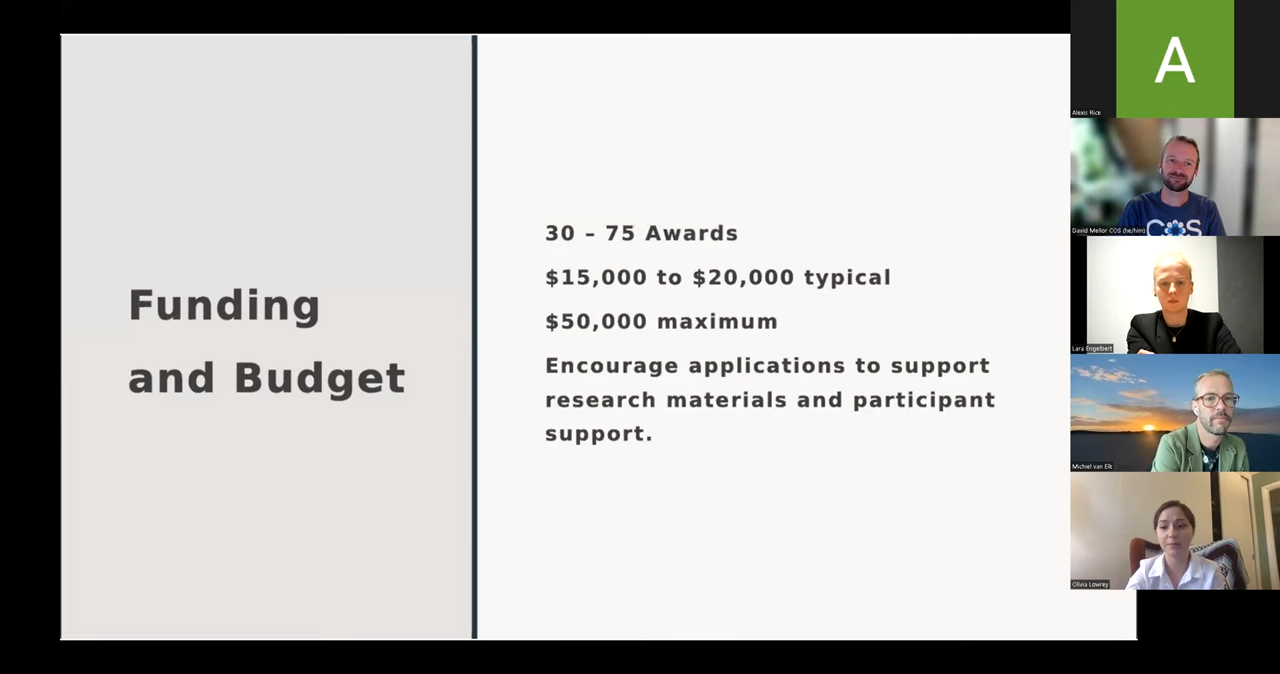 Funding
and Budget
30 – 75 Awards
$15,000 to $20,000 typical
$50,000 maximum
Encourage applications to support
research materials and participant
support.
A
Alexis Rice
COS
David Mellor COS (he/him)
Lara Engelbert
Michiel van Elk
Olivia Lowrey